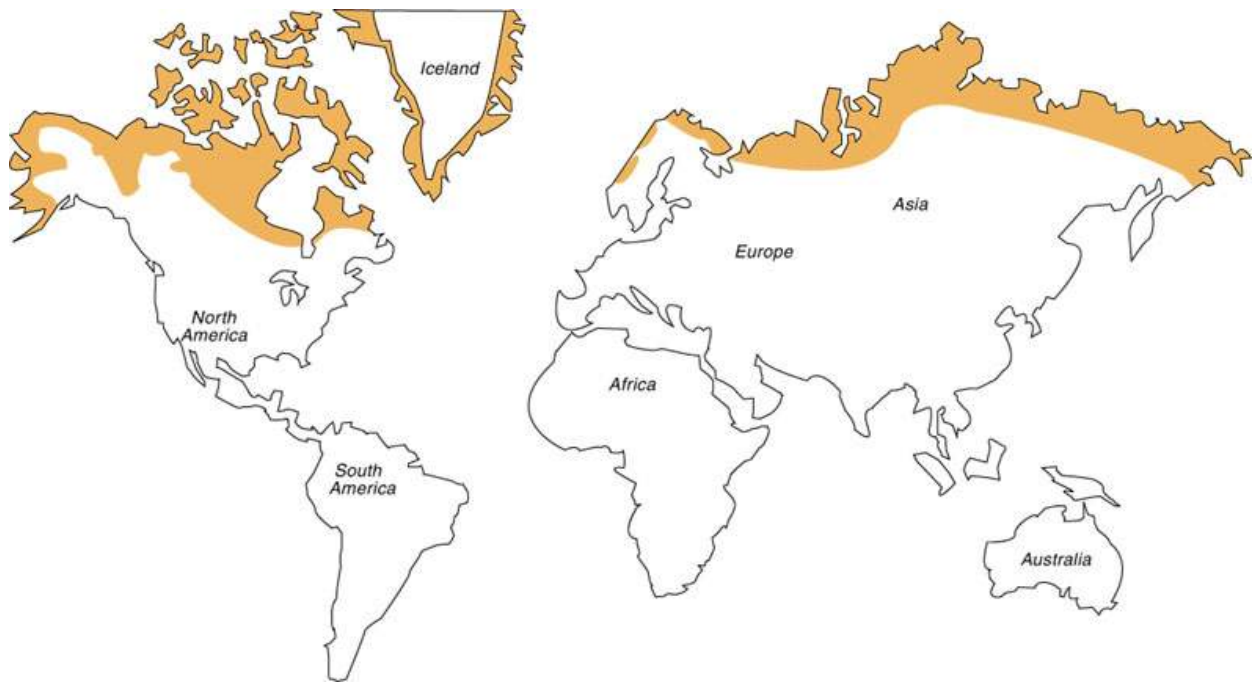 Iceland
Asia
Europe
North
America
Africa
South
America
Australia